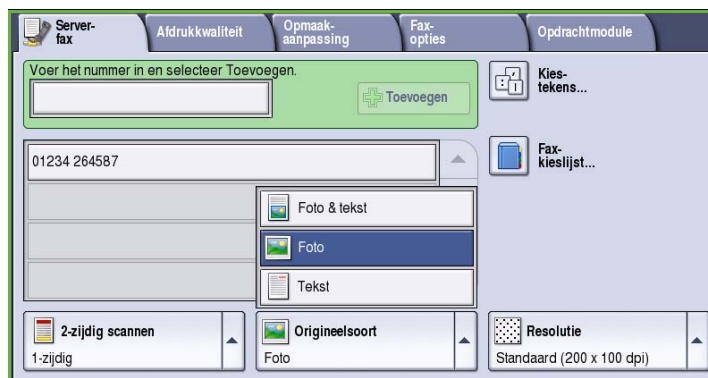 Server-
fax
Afdrukkwaliteit
Opmaak-
aanpassing
Fax-
opties
Opdrachtmodule
Voer het nummer in en selecteer Toevoegen.
Toevoegen
Kies-
tekens...
01234 264587
Fax-
kieslijst...
Foto & tekst
Foto
Tekst
2-zijdig scannen
1-zijdig
Origineelsoort
Foto
Resolutie
Standaard (200 x 100 dpi)